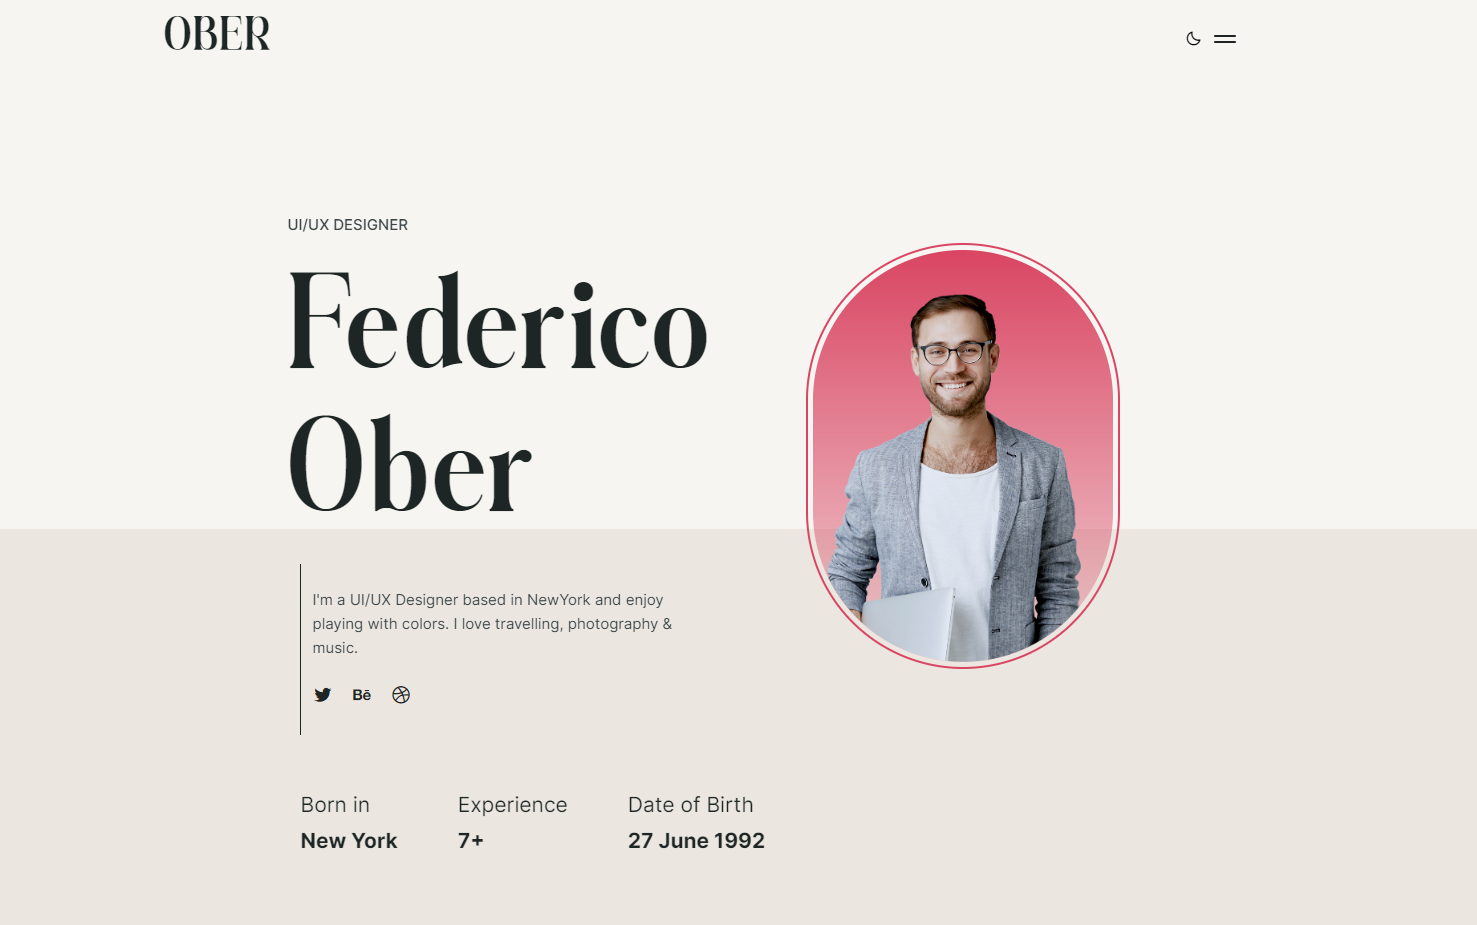 OBER
UI/UX DESIGNER
Federico
Ober
I'm a UI/UX Designer based in NewYork and enjoy
playing with colors. I love travelling, photography &
music.
Bē
Born in
New York
Experience
7+
Date of Birth
27 June 1992